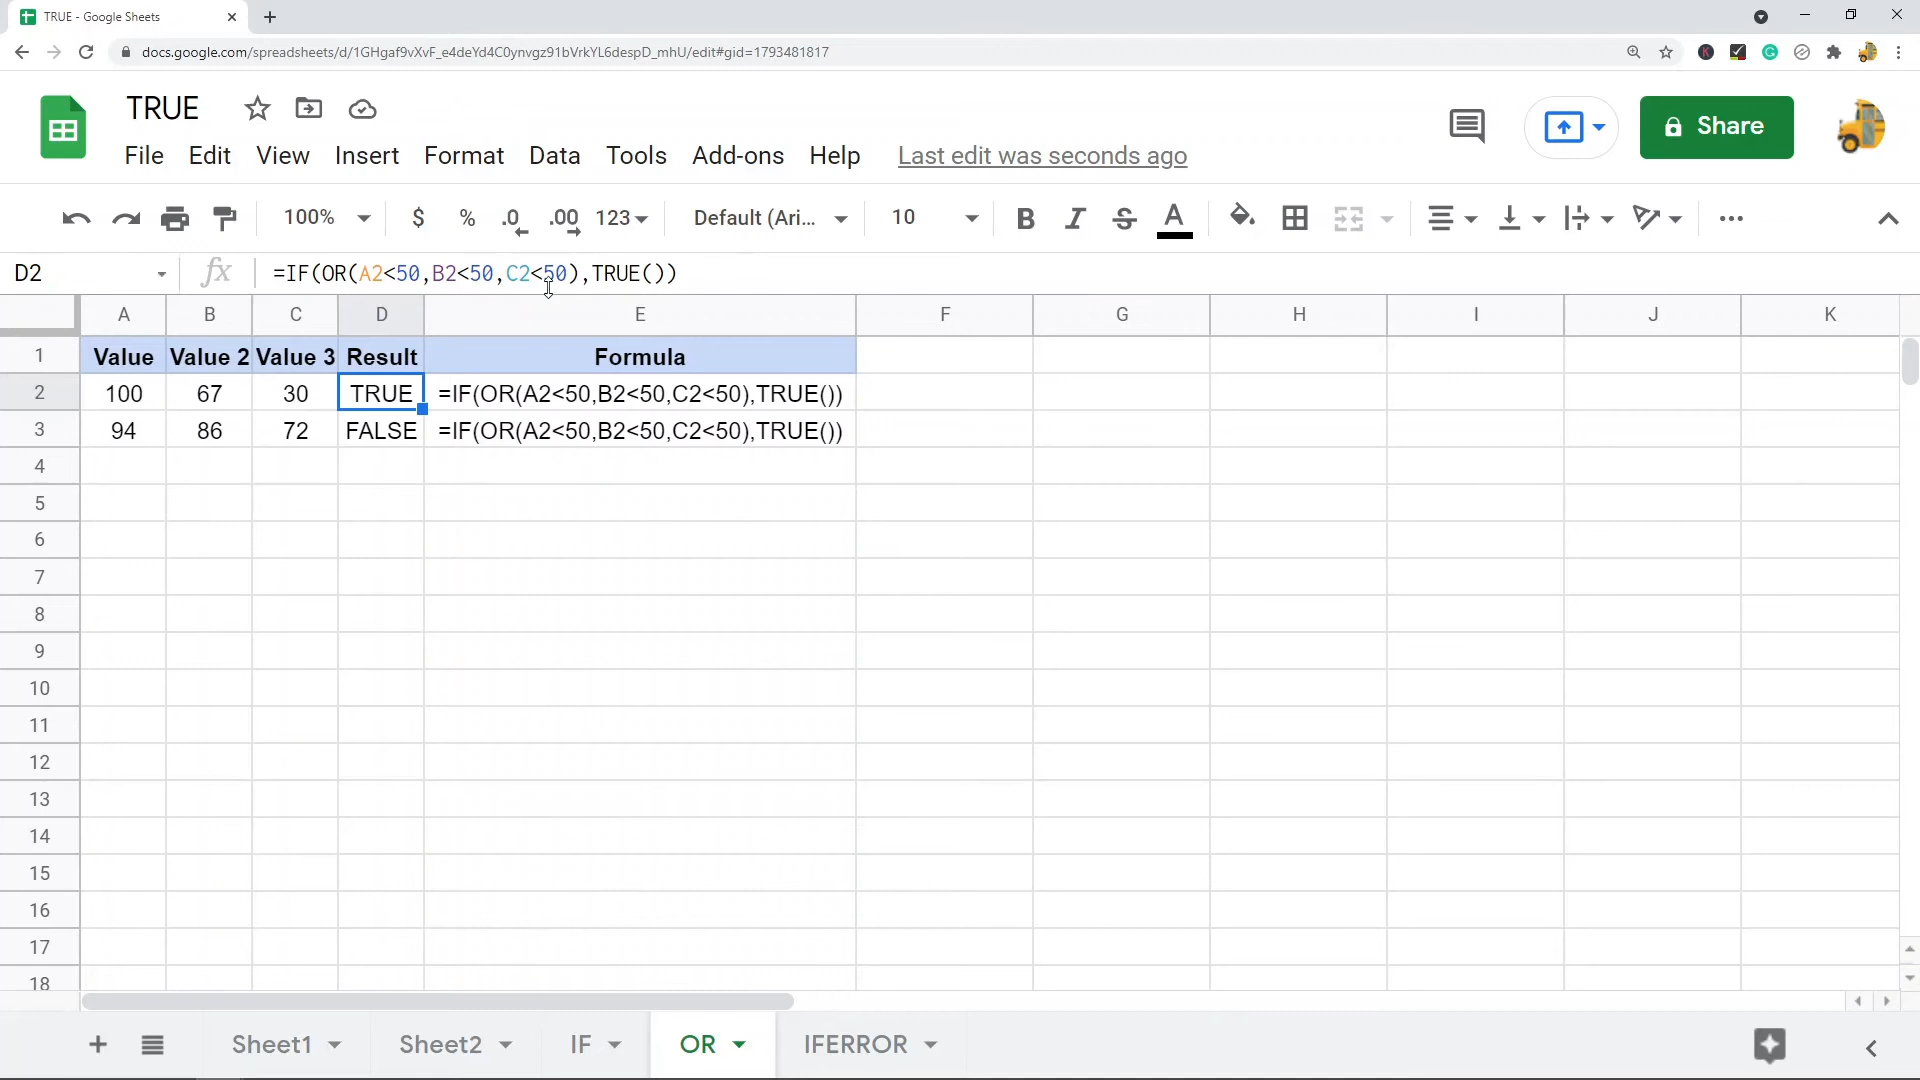 TRUE - Google Sheets
docs.google.com/spreadsheets/d/1GHgaf9vXvF_e4deYd4C0ynvgz91bVrkYL6despD_mhU/edit#gid=1793481817
TRUE
Share
File Edit View Insert Format Data Tools Add-ons Help Last edit was seconds ago
100% $ % .0 .00 123 Default (Ari... 10 B I S A
D2 fx =IF(OR(A2<50,B2<50,C2<50),TRUE())
A B C D E F G H I J K
1 Value Value 2 Value 3 Result Formula
2 100 67 30 TRUE =IF(OR(A2<50,B2<50,C2<50),TRUE())
3 94 86 72 FALSE =IF(OR(A2<50,B2<50,C2<50),TRUE())
4
5
6
7
8
9
10
11
12
13
14
15
16
17
18
Sheet1 Sheet2 IF OR IFERROR